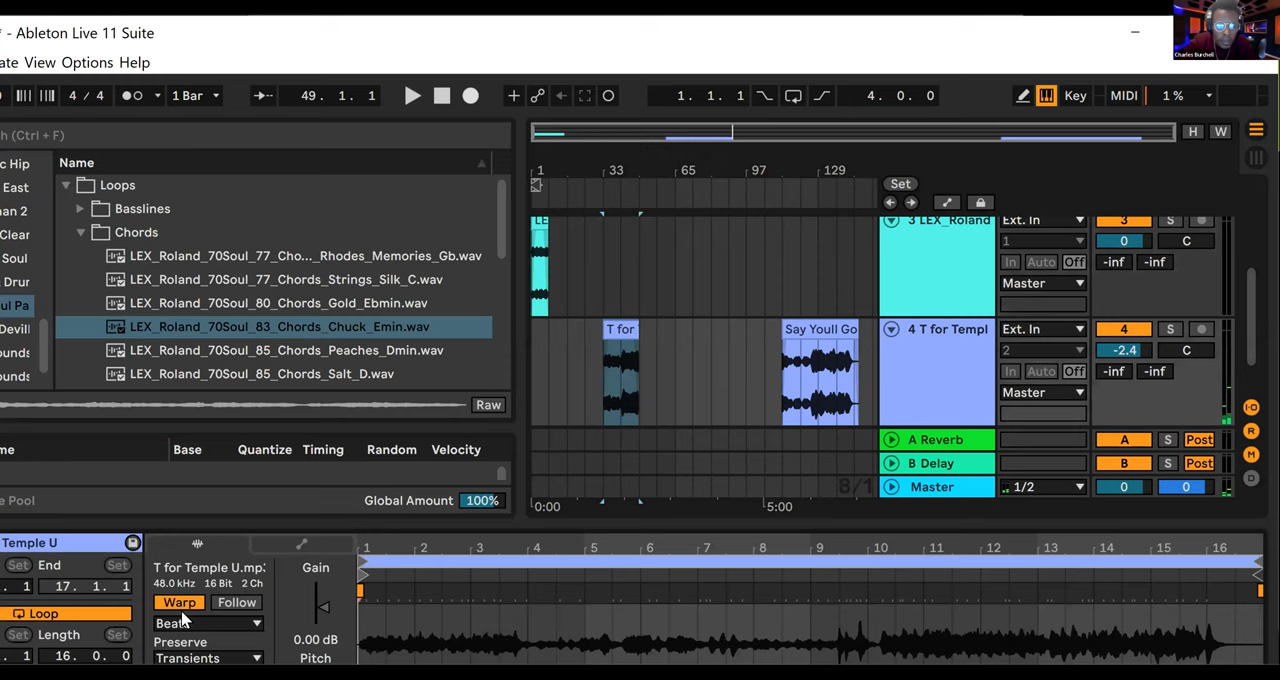 - Ableton Live 11 Suite
Charles Burchell
ate View Options Help
4 / 4
1 Bar
49. 1. 1
1. 1. 1
4. 0. 0
Key
MIDI
1 %
h (Ctrl + F)
c Hip
East
an 2
Clear
Soul
Drum
ul Pa
Devill
ounds
ounds
Name
Loops
Basslines
Chords
LEX_Roland_70Soul_77_Cho... Rhodes_Memories_Gb.wav
LEX_Roland_70Soul_77_Chords_Strings_Silk_C.wav
LEX_Roland_70Soul_80_Chords_Gold_Ebmin.wav
LEX_Roland_70Soul_83_Chords_Chuck_Emin.wav
LEX_Roland_70Soul_85_Chords_Peaches_Dmin.wav
LEX_Roland_70Soul_85_Chords_Salt_D.wav
Raw
me Base Quantize Timing Random Velocity
e Pool Global Amount 100%
H W
1 33 65 97 129
Set
LE
3 LEX_Roland
Ext. In 3 S
1 0 C
In Auto Off -inf -inf
Master
T for
Say Youll Go
4 T for Templ
Ext. In 4 S
2 -2.4 C
In Auto Off -inf -inf
Master
A Reverb A S Post
B Delay B S Post
8/1
Master 1/2 0 0
0:00 5:00
I·O
R
M
D
Temple U
Set End Set
1 17. 1. 1
Loop
Set Length Set
1 16. 0. 0
T for Temple U.mp3
48.0 kHz 16 Bit 2 Ch
Warp Follow
Beats
Preserve
Transients
Gain
0.00 dB
Pitch
1 2 3 4 5 6 7 8 9 10 11 12 13 14 15 16